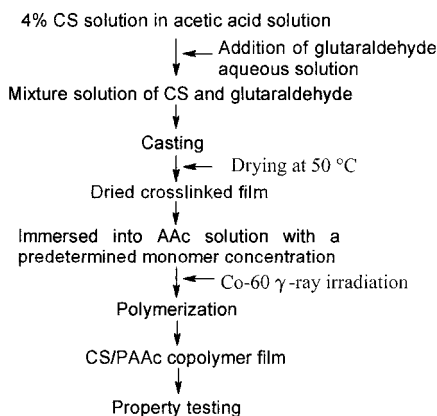 4% CS solution in acetic acid solution
Addition of glutaraldehyde
aqueous solution
Mixture solution of CS and glutaraldehyde
Casting
Drying at 50 °C
Dried crosslinked film
Immersed into AAc solution with a
predetermined monomer concentration
Co-60 γ-ray irradiation
Polymerization
CS/PAAc copolymer film
Property testing